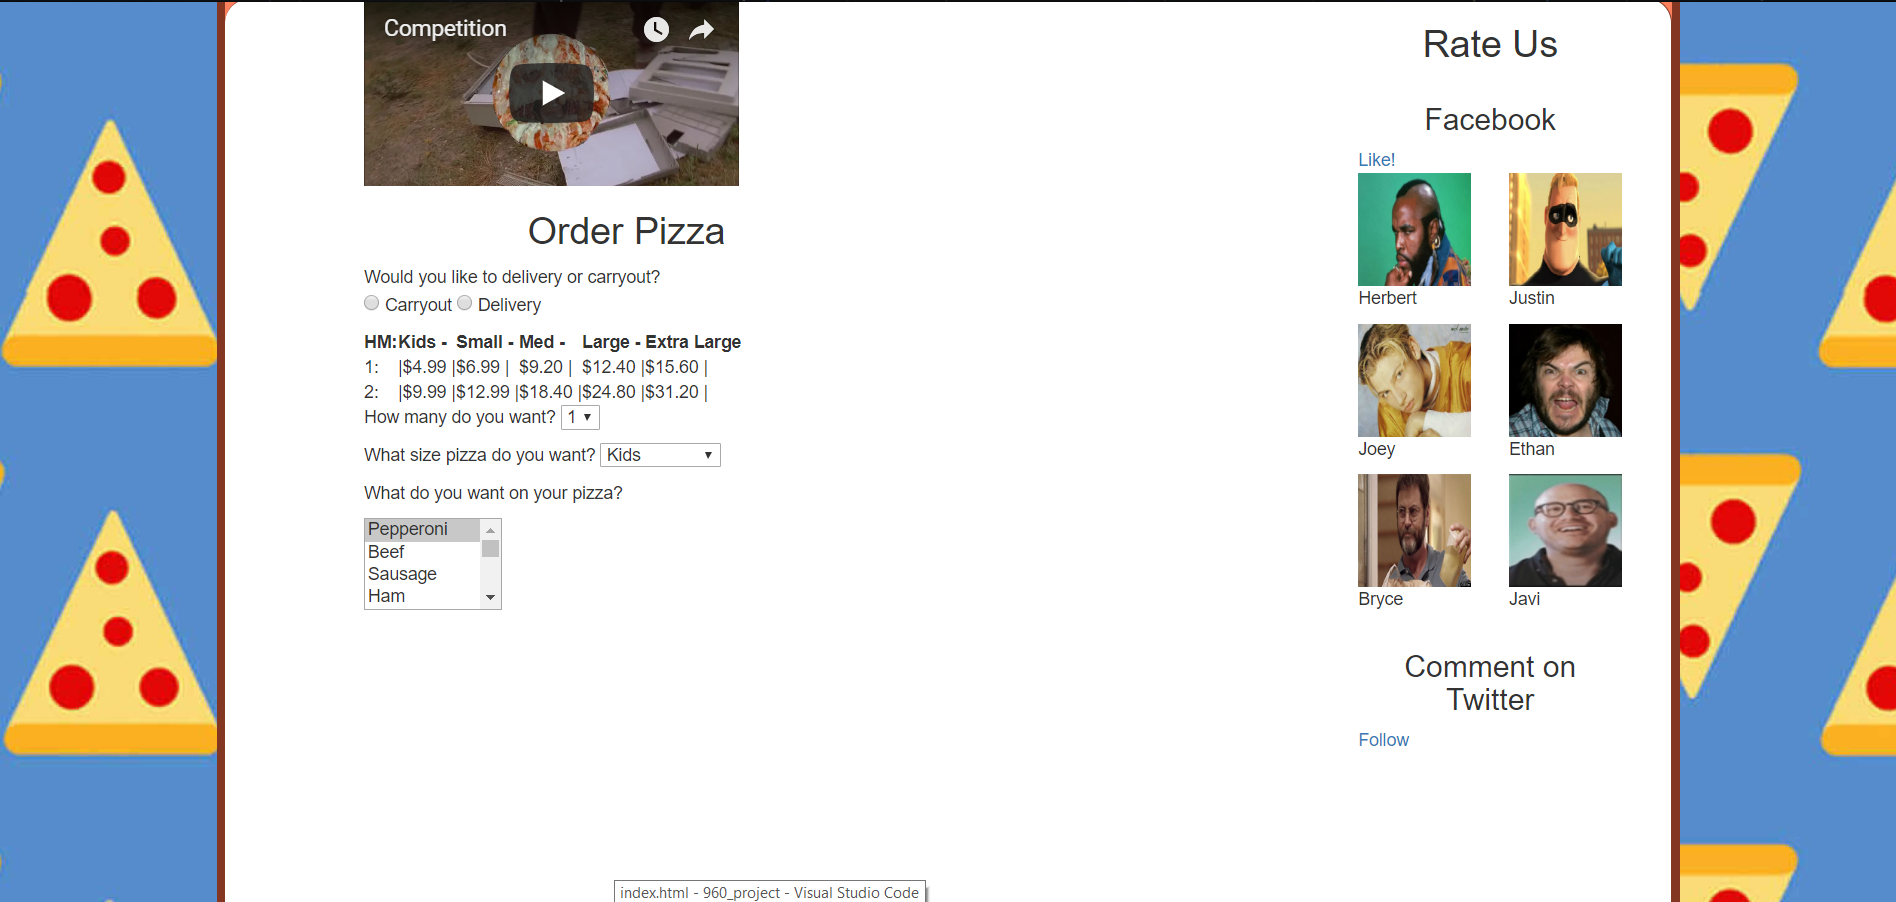 Competition
Order Pizza
Would you like to delivery or carryout?
Carryout Delivery
HM:Kids - Small - Med - Large - Extra Large
1: |$4.99 |$6.99 | $9.20 | $12.40 |$15.60 |
2: |$9.99 |$12.99 |$18.40 |$24.80 |$31.20 |
How many do you want? 1
What size pizza do you want? Kids
What do you want on your pizza?
Pepperoni
Beef
Sausage
Ham
Rate Us
Facebook
Like!
Herbert Justin
Joey Ethan
Bryce Javi
Comment on
Twitter
Follow
index.html - 960_project - Visual Studio Code